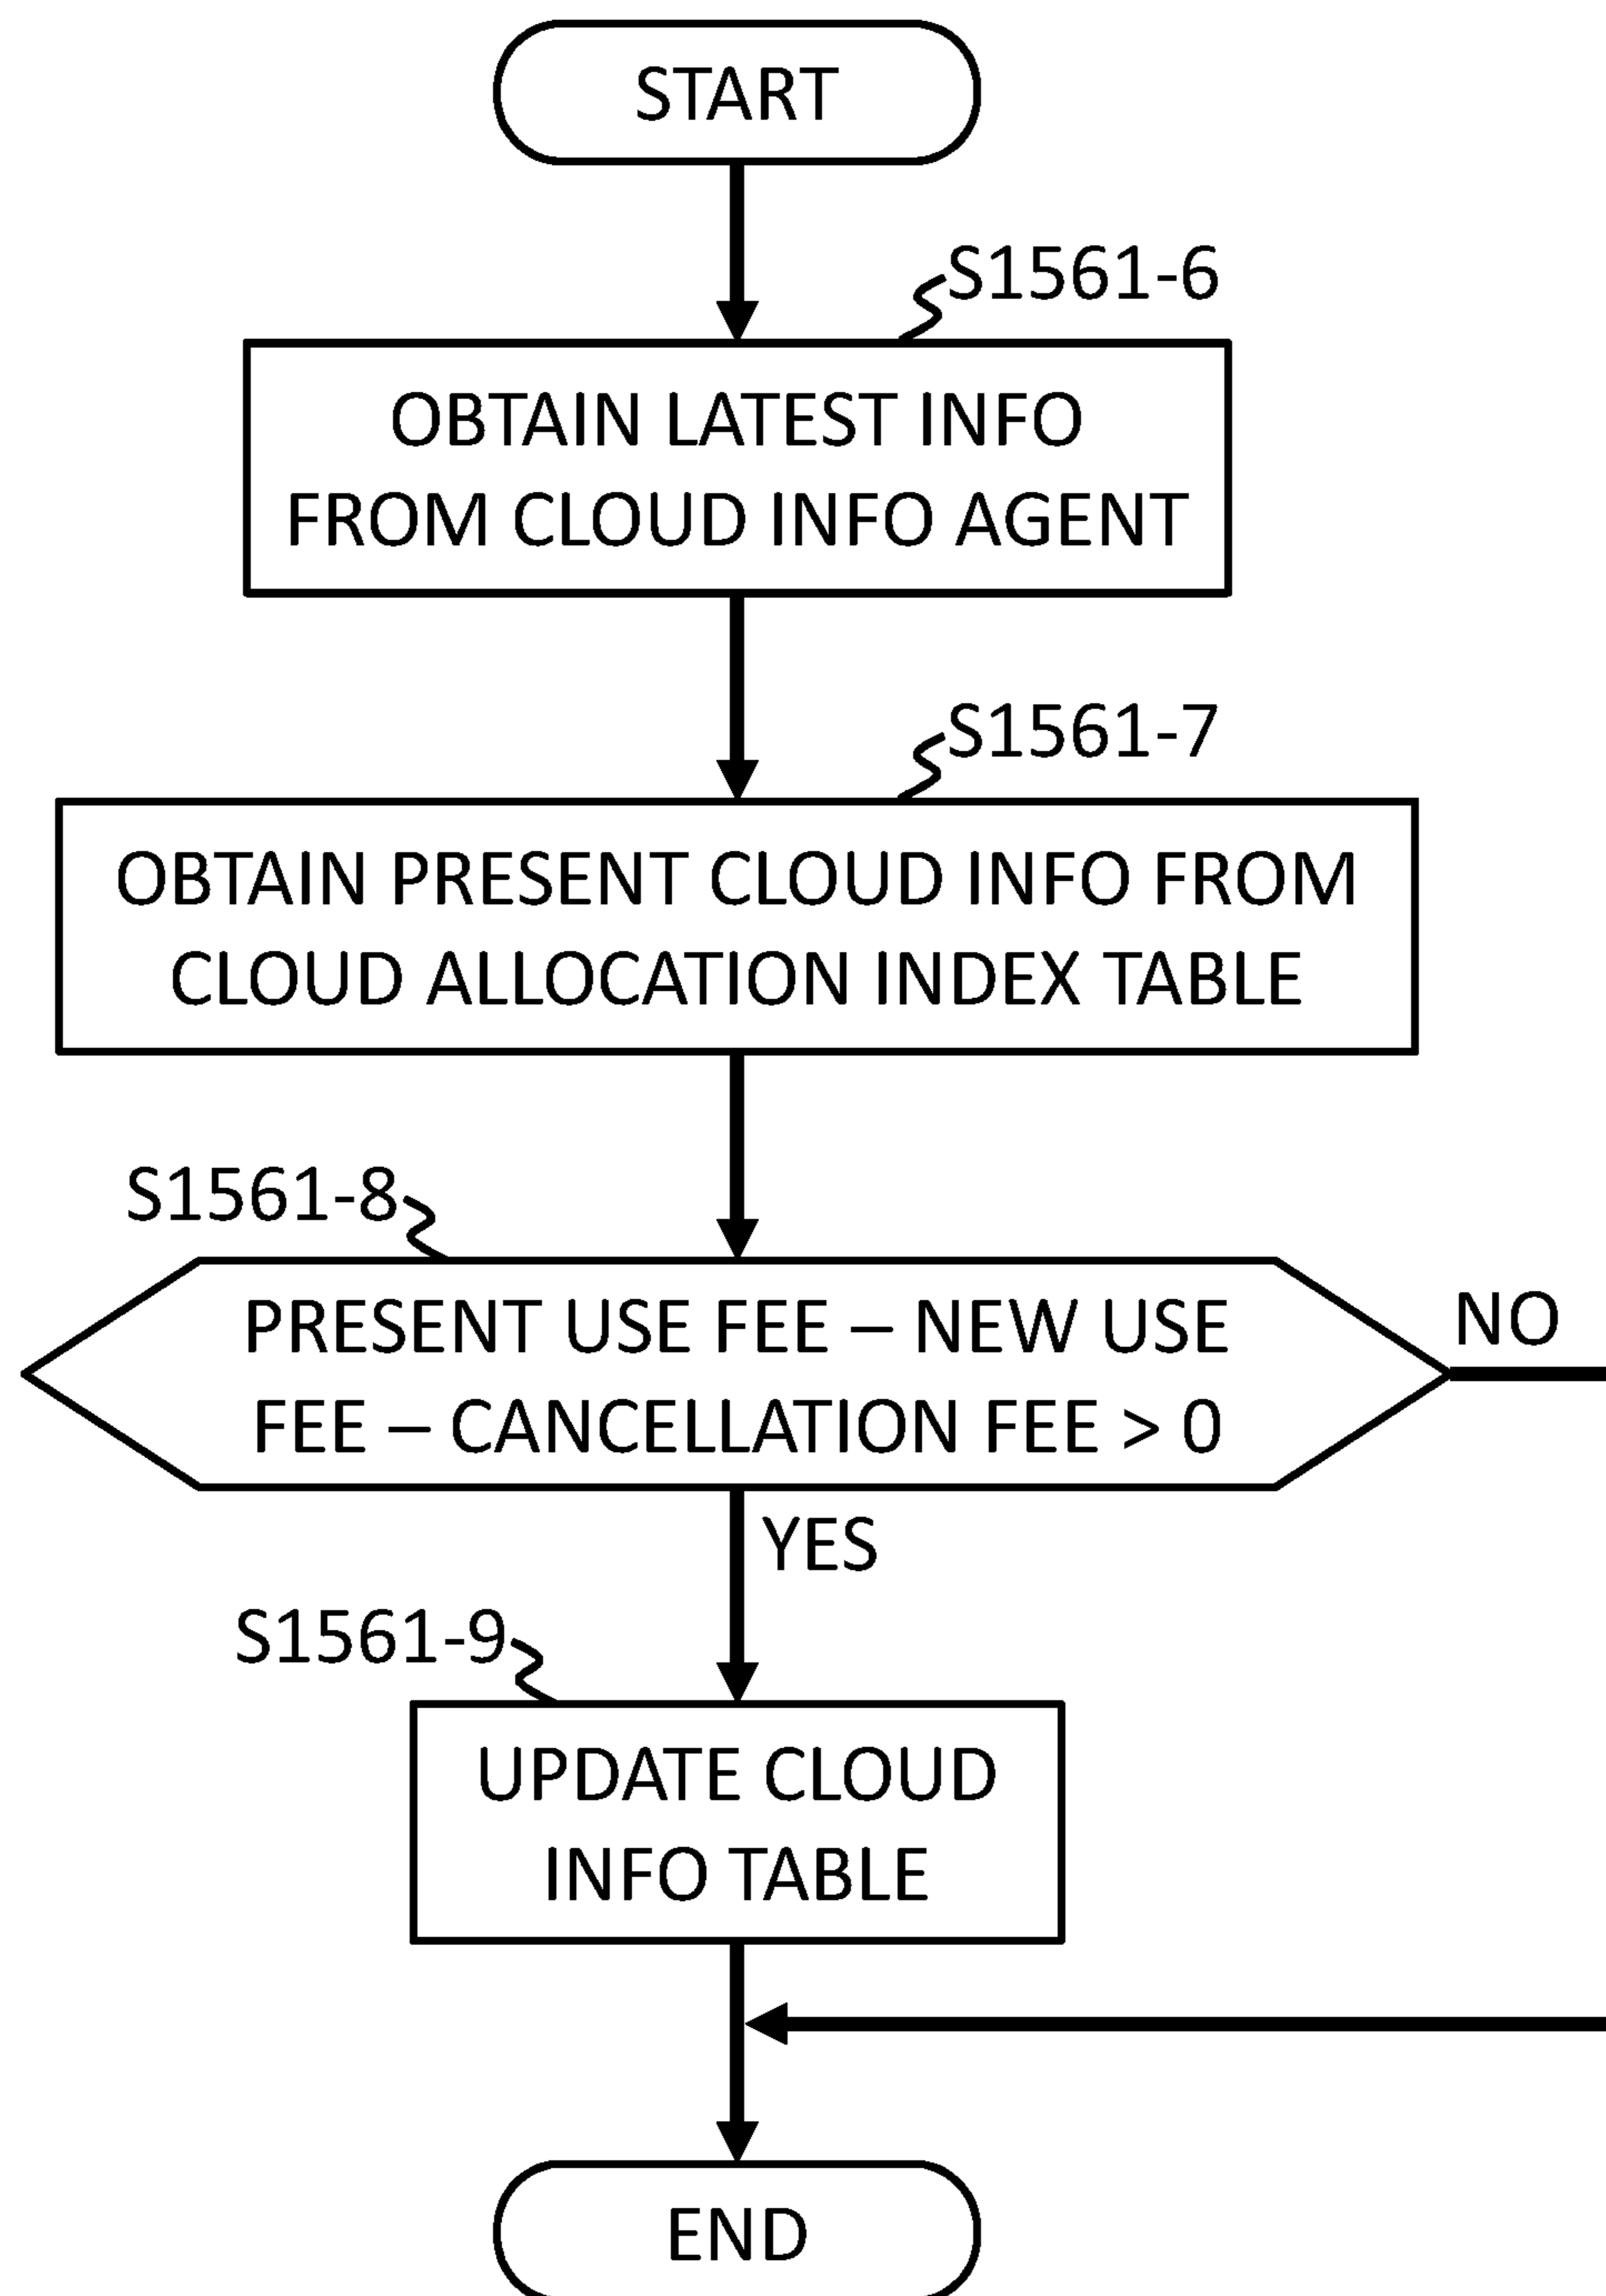 START
S1561-6
OBTAIN LATEST INFO
FROM CLOUD INFO AGENT
S1561-7
OBTAIN PRESENT CLOUD INFO FROM
CLOUD ALLOCATION INDEX TABLE
S1561-8
PRESENT USE FEE – NEW USE
FEE – CANCELLATION FEE > 0
NO
YES
S1561-9
UPDATE CLOUD
INFO TABLE
END